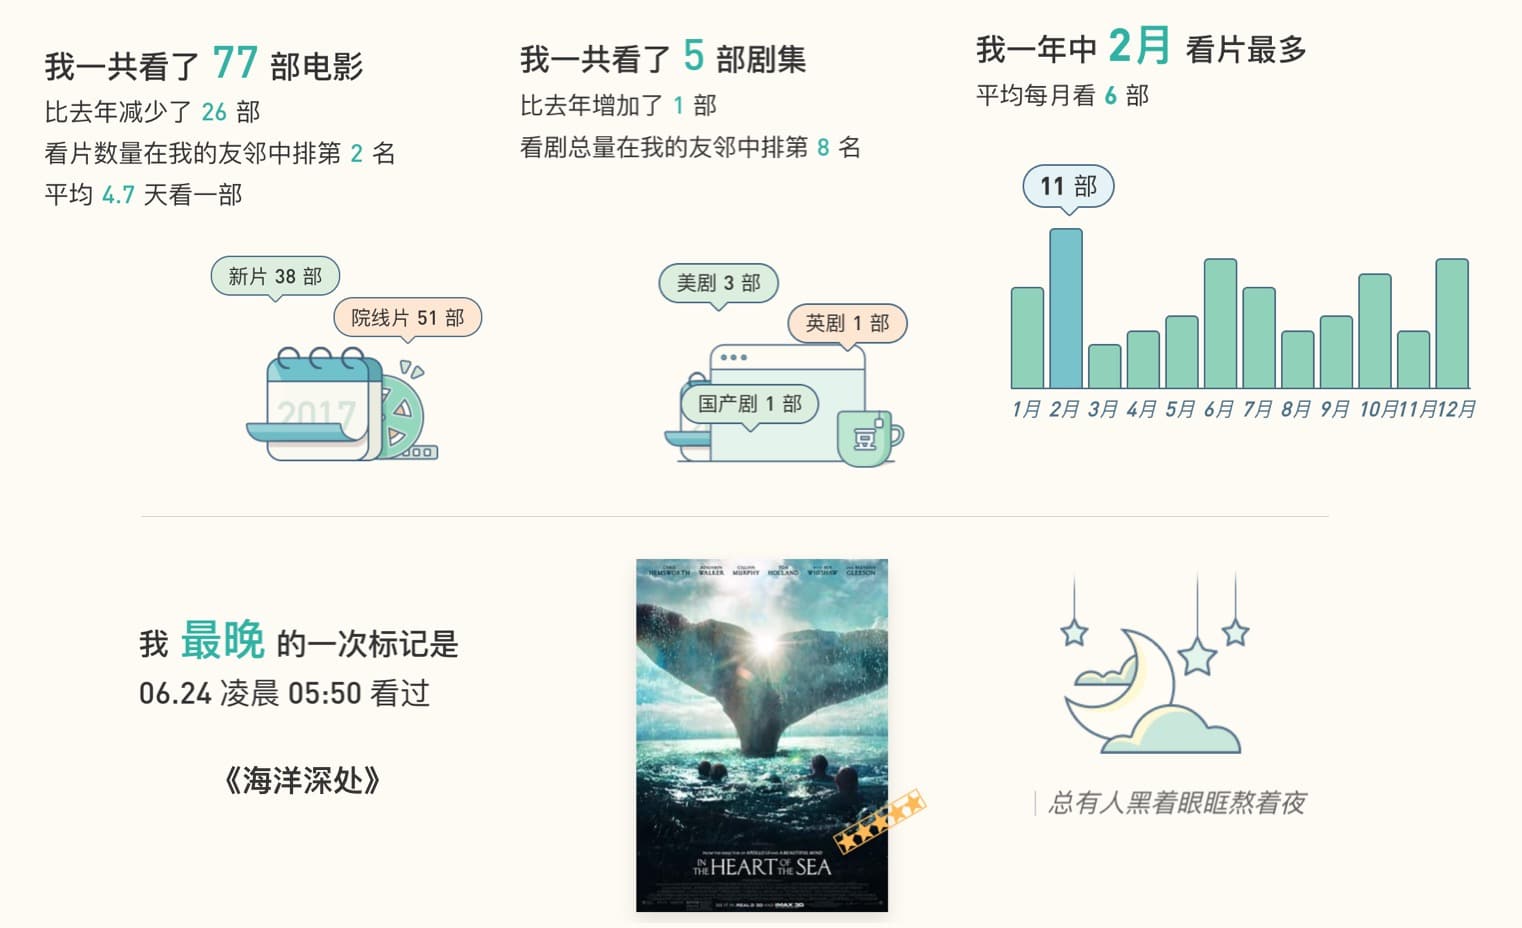 我一共看了 77 部电影
比去年减少了 26 部
看片数量在我的友邻中排第 2 名
平均 4.7 天看一部
新片 38 部
院线片 51 部
2017
我一共看了 5 部剧集
比去年增加了 1 部
看剧总量在我的友邻中排第 8 名
美剧 3 部
英剧 1 部
国产剧 1 部
豆
我一年中 2月 看片最多
平均每月看 6 部
11 部
1月 2月 3月 4月 5月 6月 7月 8月 9月 10月 11月 12月
我 最晚 的一次标记是
06.24 凌晨 05:50 看过
《海洋深处》
HEMSWORTH WALKER MURPHY HOLLAND WHISHAW GLEESON
IN THE HEART OF THE SEA
总有人黑着眼眶熬着夜